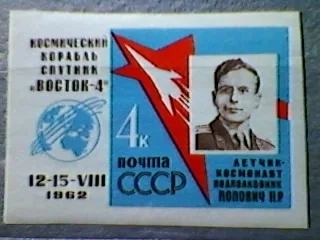 КОСМИЧЕСКИЙ
КОРАБЛЬ
СПУТНИК
"ВОСТОК-4"
12-15-VIII
1962
4к
ПОЧТА
СССР
ЛЕТЧИК-
КОСМОНАВТ
ПОДПОЛКОВНИК
ПОПОВИЧ П.Р.